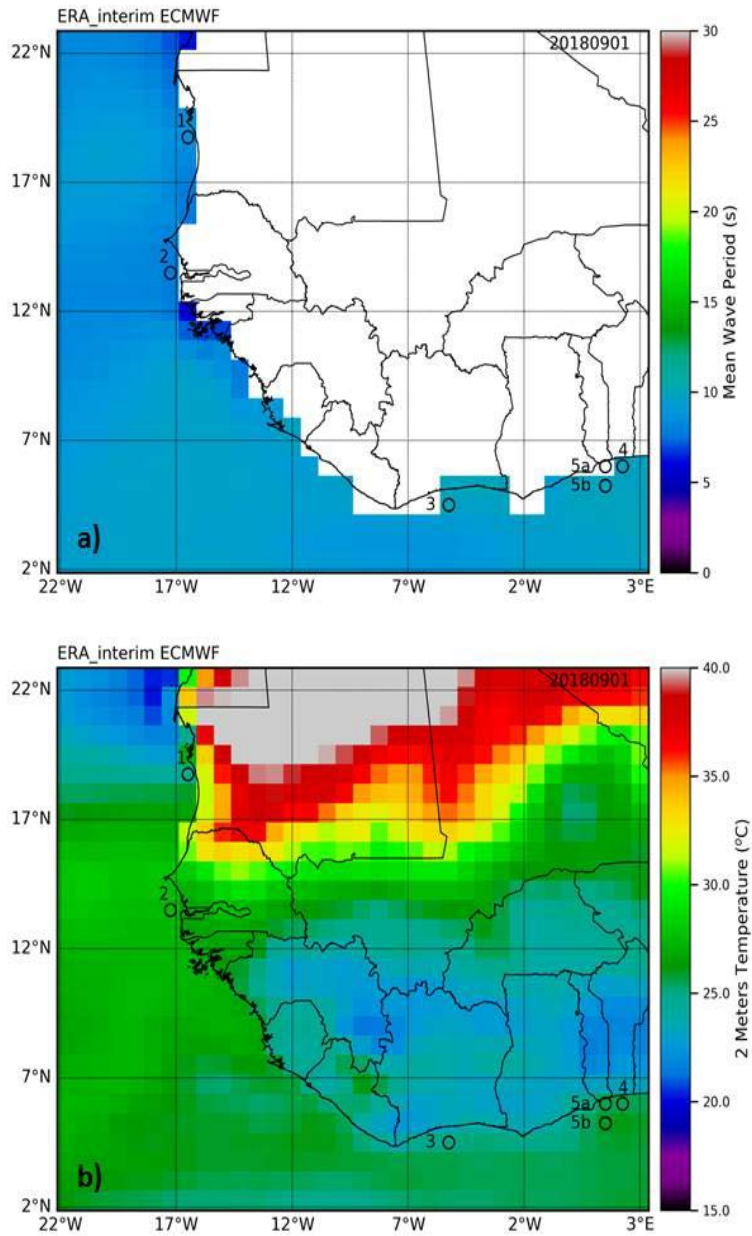 ERA_interim ECMWF
20180901
22°N
17°N
12°N
7°N
2°N
1
2
3
4
5a
5b
a)
22°W
17°W
12°W
7°W
2°W
3°E
30
25
20
15
10
5
0
Mean Wave Period (s)
ERA_interim ECMWF
20180901
22°N
17°N
12°N
7°N
2°N
1
2
3
4
5a
5b
b)
22°W
17°W
12°W
7°W
2°W
3°E
40.0
35.0
30.0
25.0
20.0
15.0
2 Meters Temperature (°C)